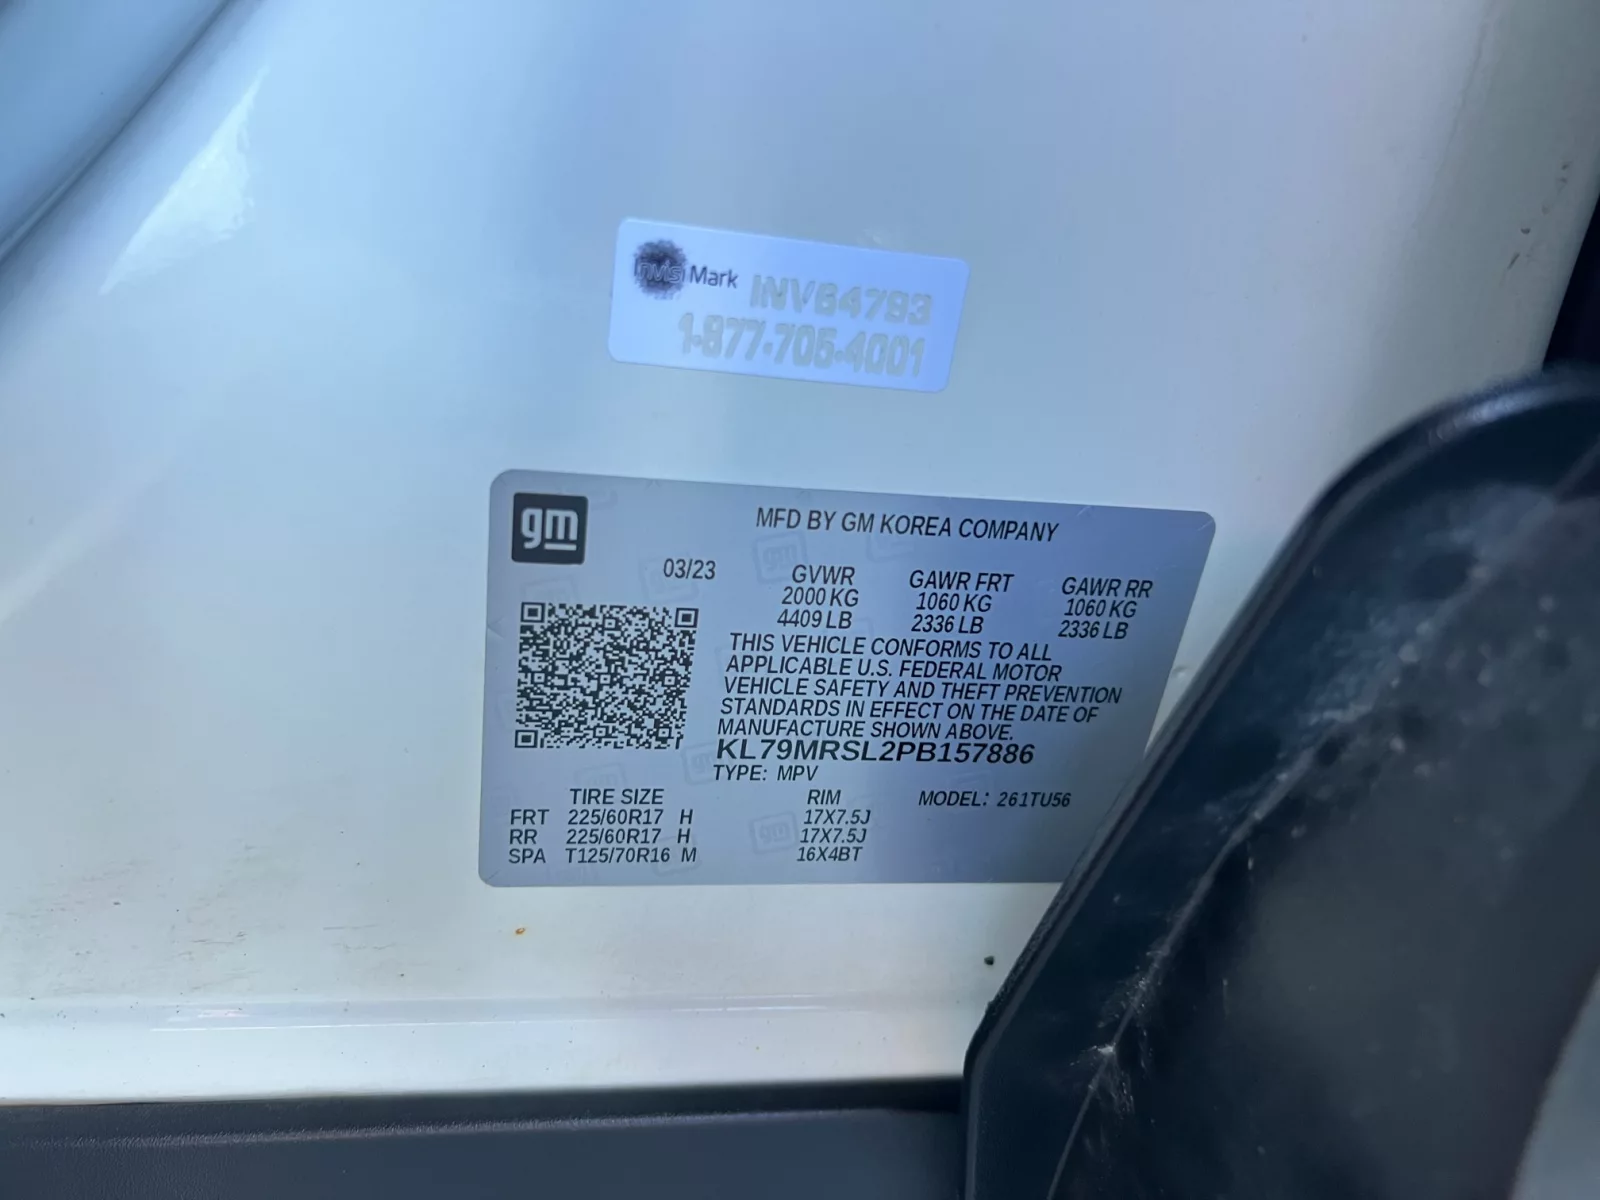 invis Mark INV64793
1-877-705-4001
gm
MFD BY GM KOREA COMPANY
03/23
GVWR GAWR FRT GAWR RR
2000 KG 1060 KG 1060 KG
4409 LB 2336 LB 2336 LB
THIS VEHICLE CONFORMS TO ALL
APPLICABLE U.S. FEDERAL MOTOR
VEHICLE SAFETY AND THEFT PREVENTION
STANDARDS IN EFFECT ON THE DATE OF
MANUFACTURE SHOWN ABOVE.
KL79MRSL2PB157886
TYPE: MPV
TIRE SIZE RIM MODEL: 261TU56
FRT 225/60R17 H 17X7.5J
RR 225/60R17 H 17X7.5J
SPA T125/70R16 M 16X4BT